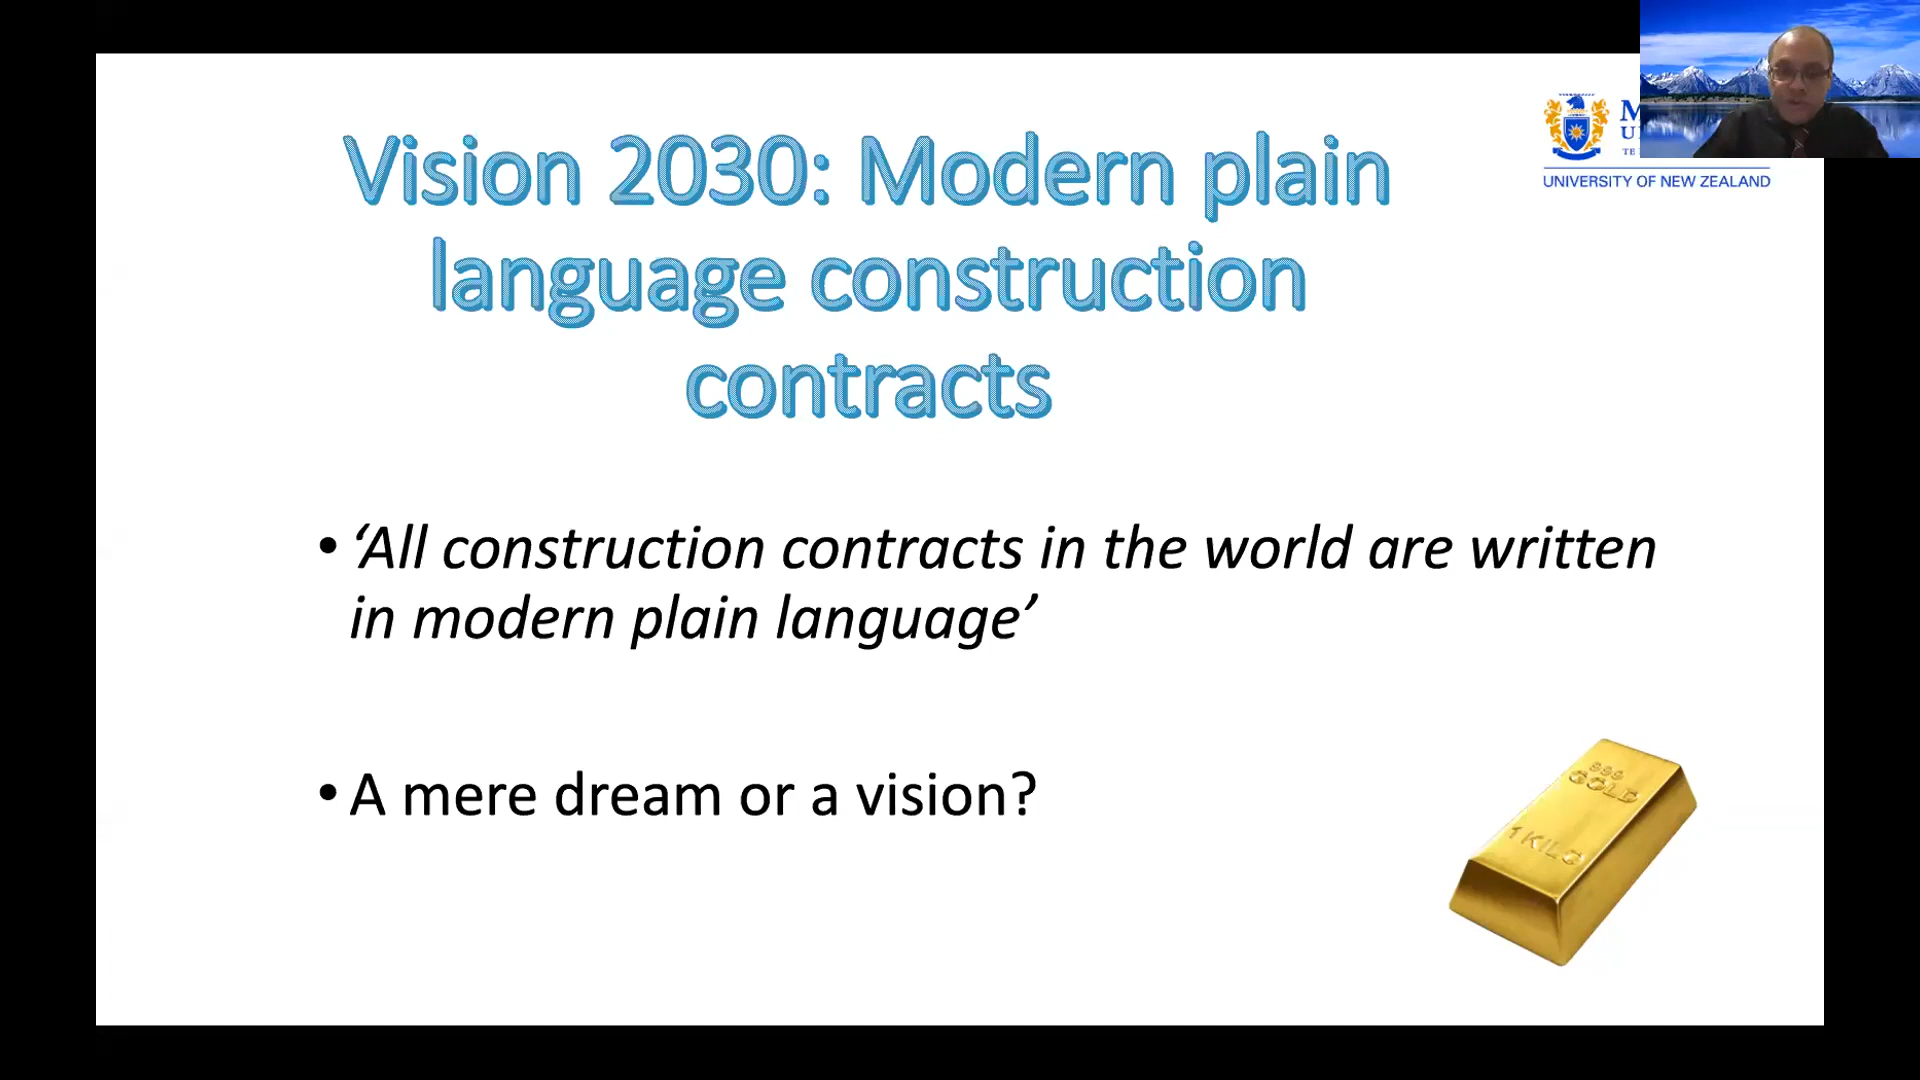 Vision 2030: Modern plain
language construction
contracts
UNIVERSITY OF NEW ZEALAND
• ‘All construction contracts in the world are written
in modern plain language’
• A mere dream or a vision?
999
GOLD
1 KILO